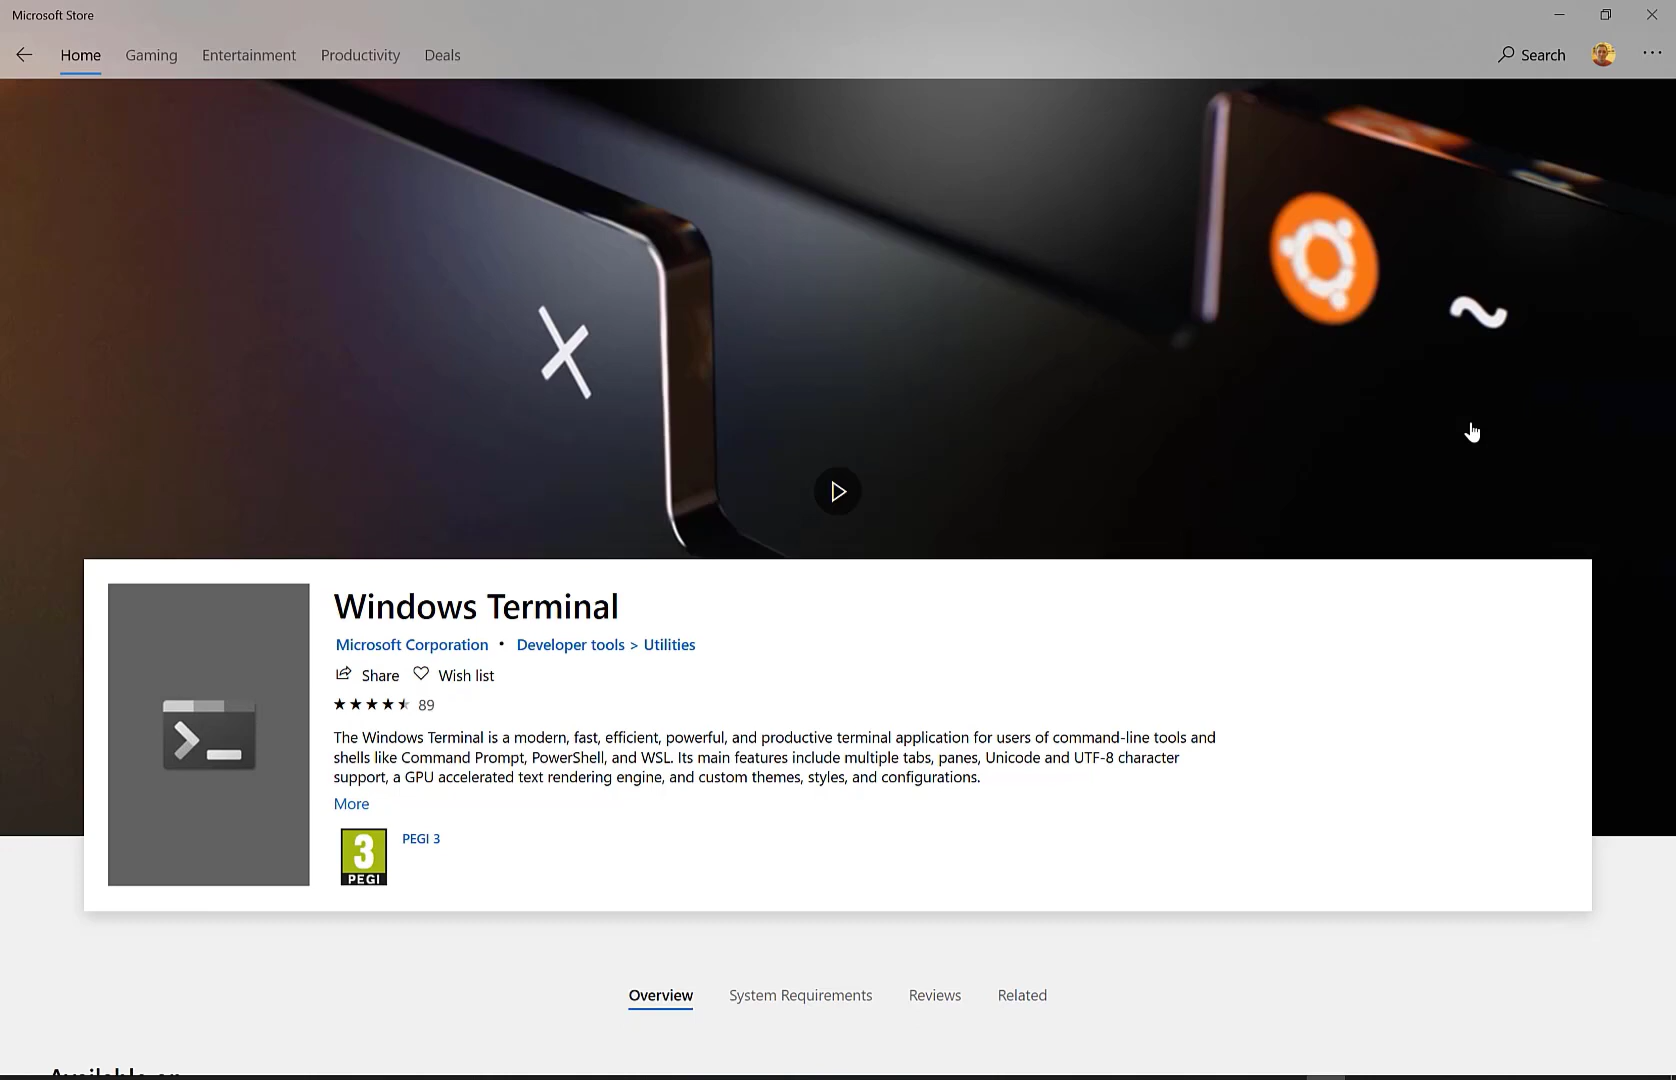 Microsoft Store
Home Gaming Entertainment Productivity Deals Search
X
~
Windows Terminal
Microsoft Corporation • Developer tools > Utilities
Share Wish list
89
The Windows Terminal is a modern, fast, efficient, powerful, and productive terminal application for users of command-line tools and
shells like Command Prompt, PowerShell, and WSL. Its main features include multiple tabs, panes, Unicode and UTF-8 character
support, a GPU accelerated text rendering engine, and custom themes, styles, and configurations.
More
3 PEGI 3
PEGI
Overview System Requirements Reviews Related
Available on